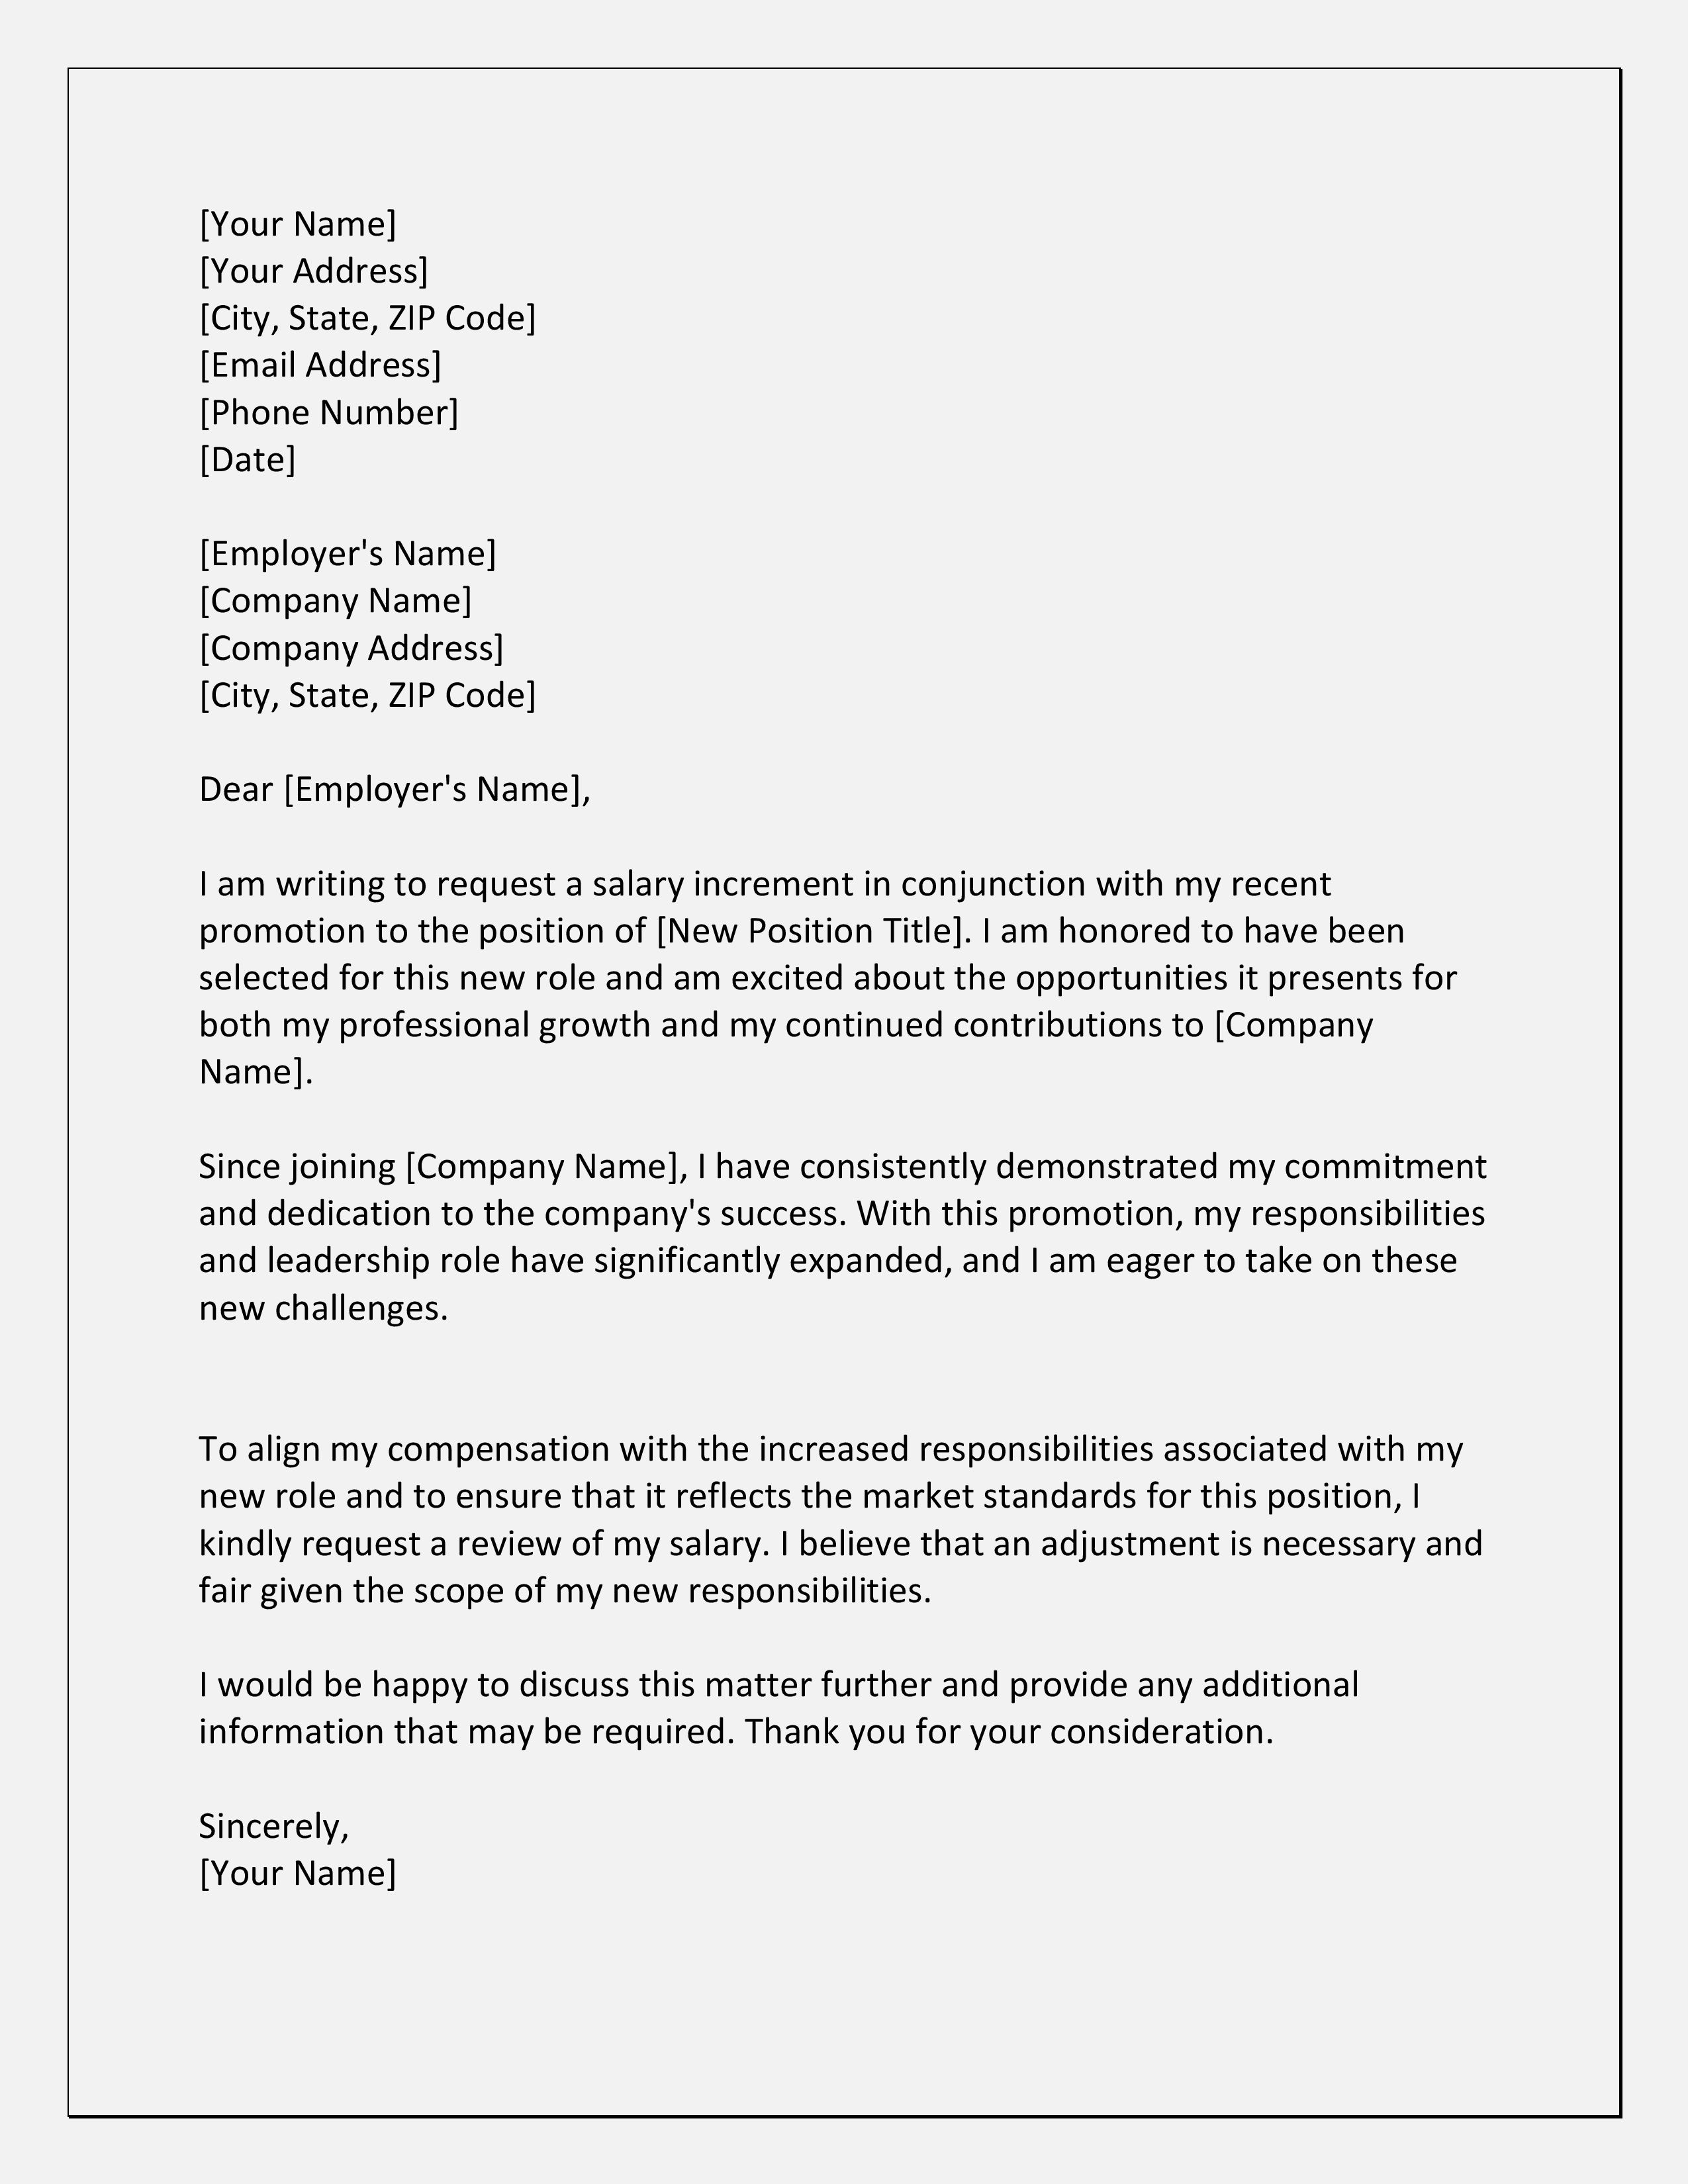 [Your Name]
[Your Address]
[City, State, ZIP Code]
[Email Address]
[Phone Number]
[Date]
[Employer's Name]
[Company Name]
[Company Address]
[City, State, ZIP Code]
Dear [Employer's Name],
I am writing to request a salary increment in conjunction with my recent
promotion to the position of [New Position Title]. I am honored to have been
selected for this new role and am excited about the opportunities it presents for
both my professional growth and my continued contributions to [Company
Name].
Since joining [Company Name], I have consistently demonstrated my commitment
and dedication to the company's success. With this promotion, my responsibilities
and leadership role have significantly expanded, and I am eager to take on these
new challenges.
To align my compensation with the increased responsibilities associated with my
new role and to ensure that it reflects the market standards for this position, I
kindly request a review of my salary. I believe that an adjustment is necessary and
fair given the scope of my new responsibilities.
I would be happy to discuss this matter further and provide any additional
information that may be required. Thank you for your consideration.
Sincerely,
[Your Name]